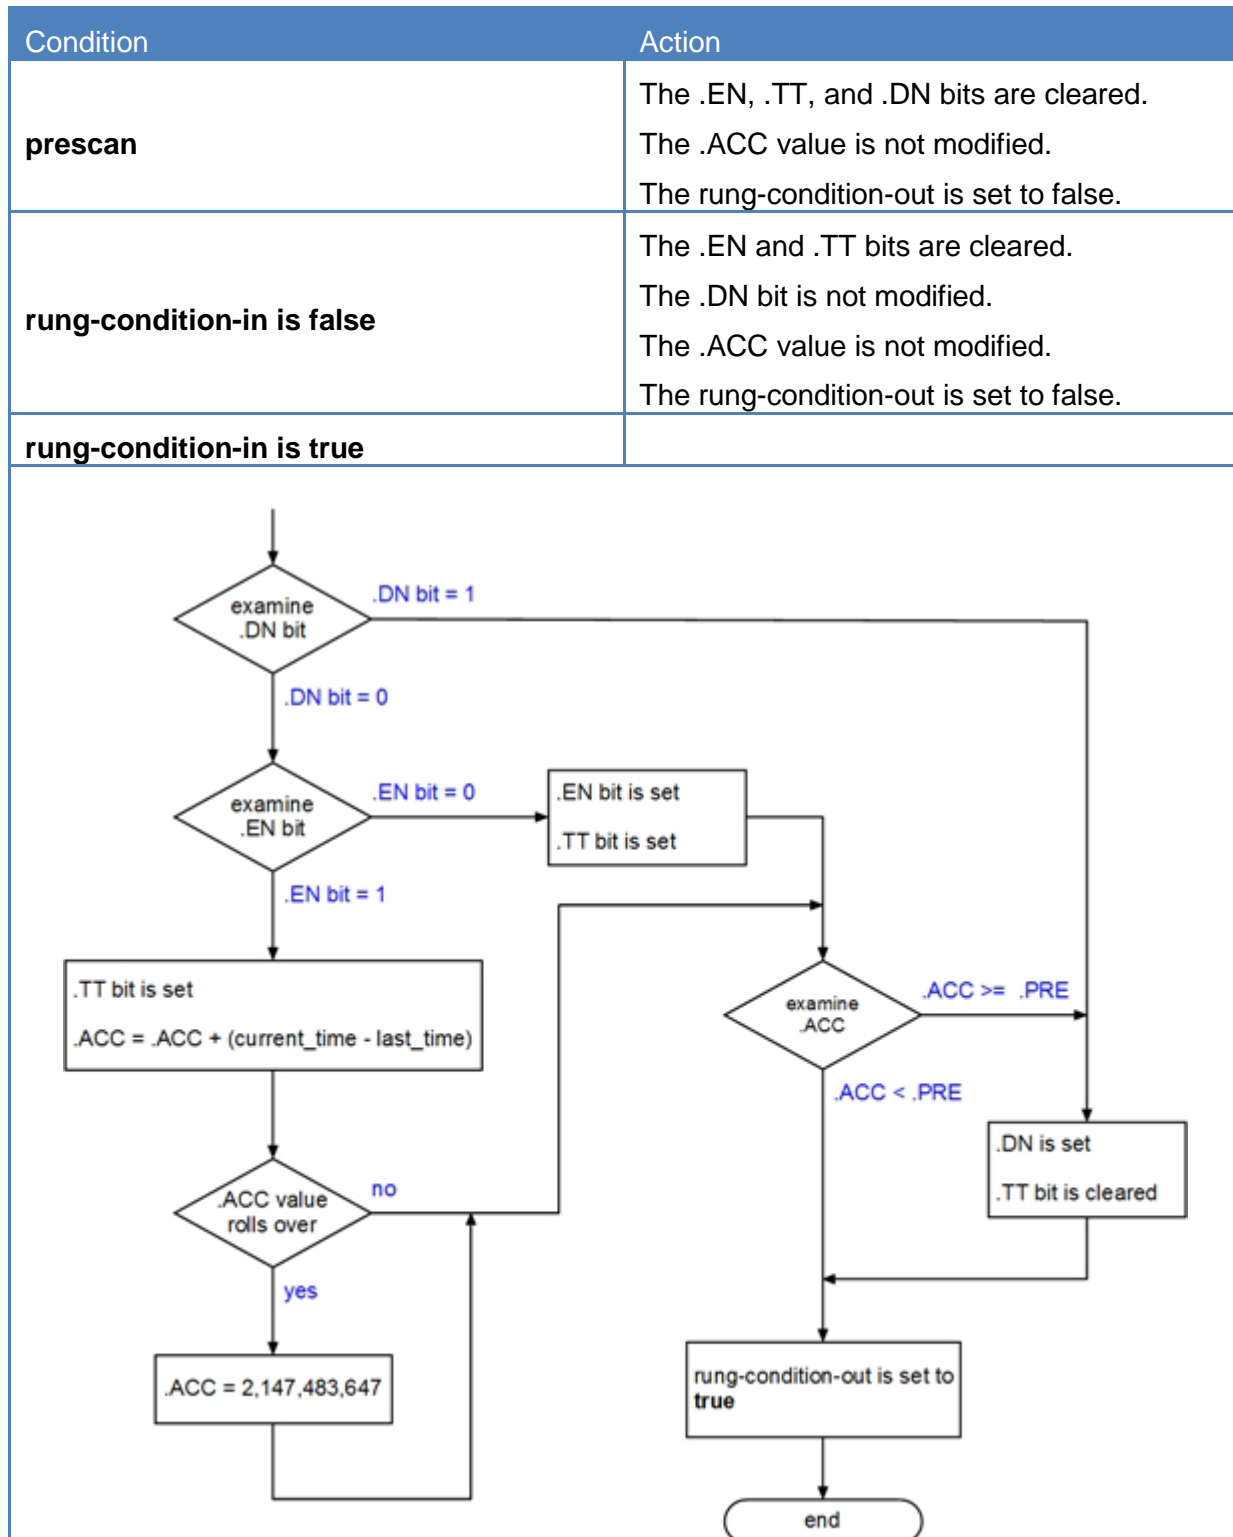 Condition
Action
prescan
The .EN, .TT, and .DN bits are cleared.
The .ACC value is not modified.
The rung-condition-out is set to false.
rung-condition-in is false
The .EN and .TT bits are cleared.
The .DN bit is not modified.
The .ACC value is not modified.
The rung-condition-out is set to false.
rung-condition-in is true
examine
.DN bit
.DN bit = 1
.DN bit = 0
examine
.EN bit
.EN bit = 0
.EN bit is set
.TT bit is set
.EN bit = 1
.TT bit is set
.ACC = .ACC + (current_time - last_time)
examine
.ACC
.ACC >= .PRE
.ACC < .PRE
.DN is set
.TT bit is cleared
.ACC value
rolls over
no
yes
.ACC = 2,147,483,647
rung-condition-out is set to
true
end